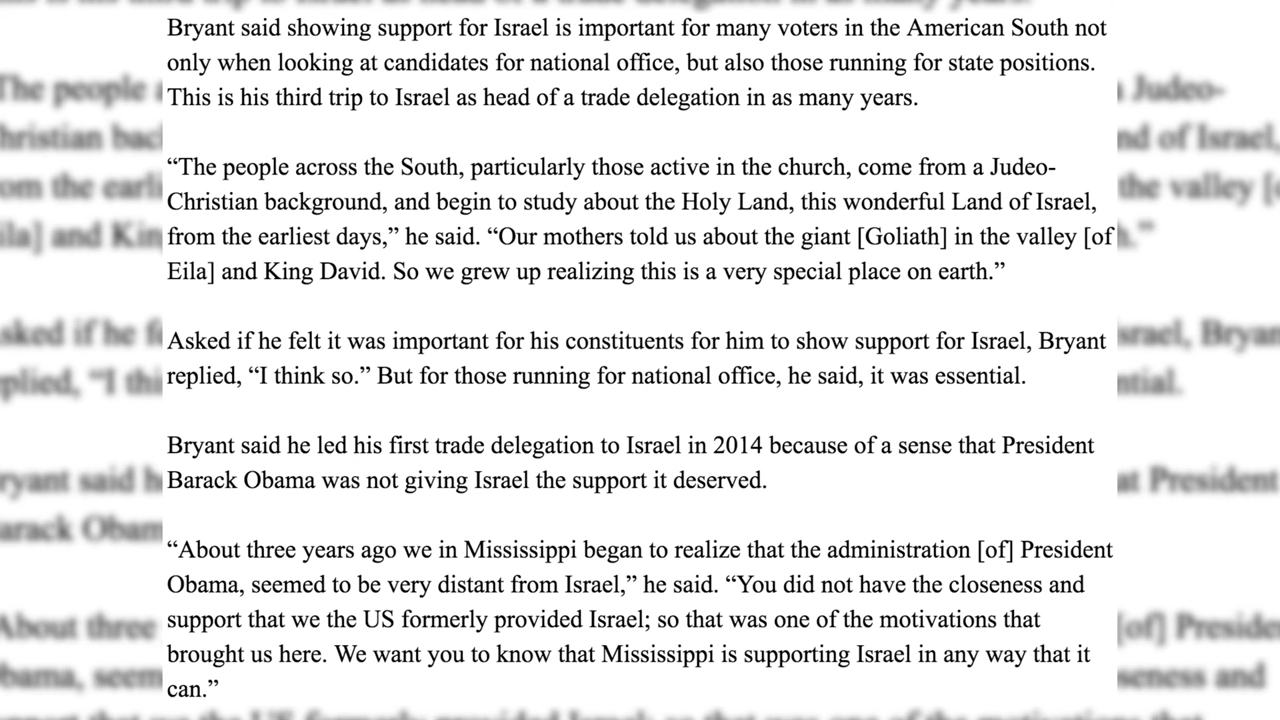 Bryant said showing support for Israel is important for many voters in the American South not
only when looking at candidates for national office, but also those running for state positions.
This is his third trip to Israel as head of a trade delegation in as many years.
“The people across the South, particularly those active in the church, come from a Judeo-
Christian background, and begin to study about the Holy Land, this wonderful Land of Israel,
from the earliest days,” he said. “Our mothers told us about the giant [Goliath] in the valley [of
Eila] and King David. So we grew up realizing this is a very special place on earth.”
Asked if he felt it was important for his constituents for him to show support for Israel, Bryant
replied, “I think so.” But for those running for national office, he said, it was essential.
Bryant said he led his first trade delegation to Israel in 2014 because of a sense that President
Barack Obama was not giving Israel the support it deserved.
“About three years ago we in Mississippi began to realize that the administration [of] President
Obama, seemed to be very distant from Israel,” he said. “You did not have the closeness and
support that we the US formerly provided Israel; so that was one of the motivations that
brought us here. We want you to know that Mississippi is supporting Israel in any way that it
can.”